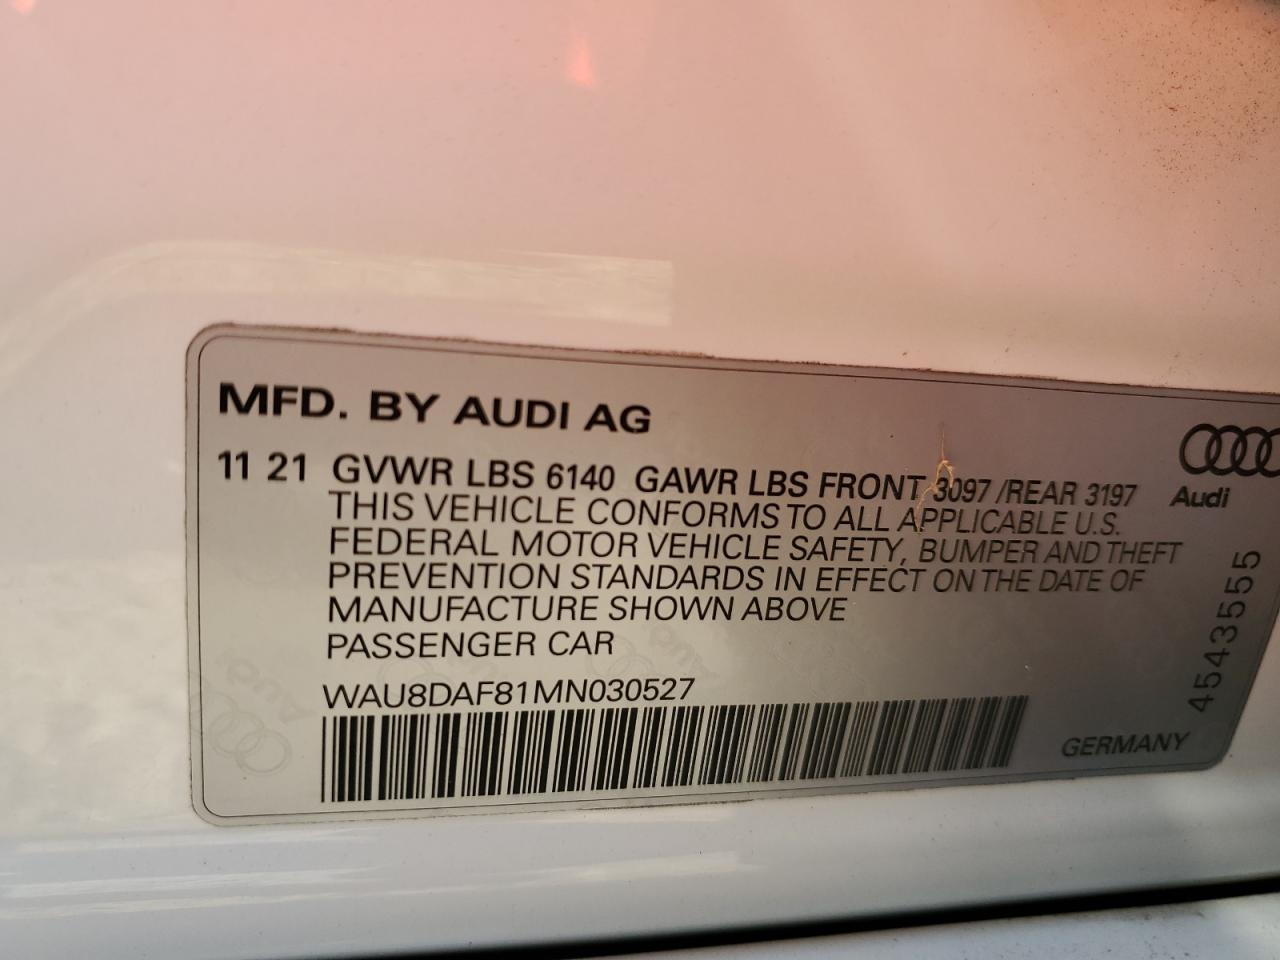 MFD. BY AUDI AG
11 21 GVWR LBS 6140 GAWR LBS FRONT 3097 /REAR 3197
THIS VEHICLE CONFORMS TO ALL APPLICABLE U.S.
FEDERAL MOTOR VEHICLE SAFETY, BUMPER AND THEFT
PREVENTION STANDARDS IN EFFECT ON THE DATE OF
MANUFACTURE SHOWN ABOVE
PASSENGER CAR
WAU8DAF81MN030527
GERMANY
Audi
4543555